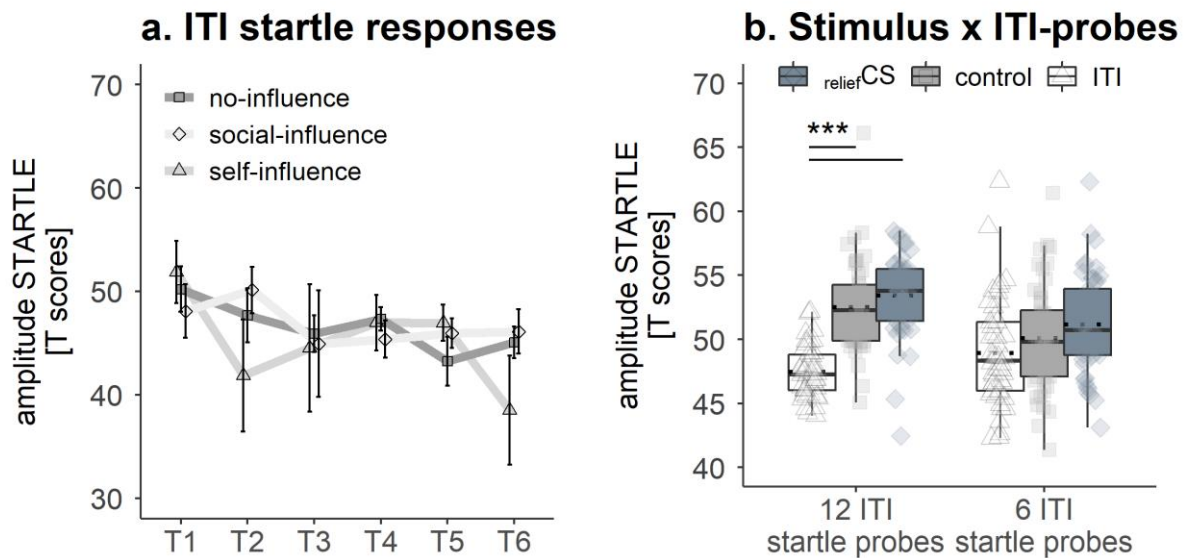 a. ITI startle responses
70
60
50
40
30
amplitude STARTLE
[T scores]
no-influence
social-influence
self-influence
T1 T2 T3 T4 T5 T6
b. Stimulus x ITI-probes
reliefCS control ITI
70
65
60
55
50
45
40
amplitude STARTLE
[T scores]
***
12 ITI
startle probes
6 ITI
startle probes